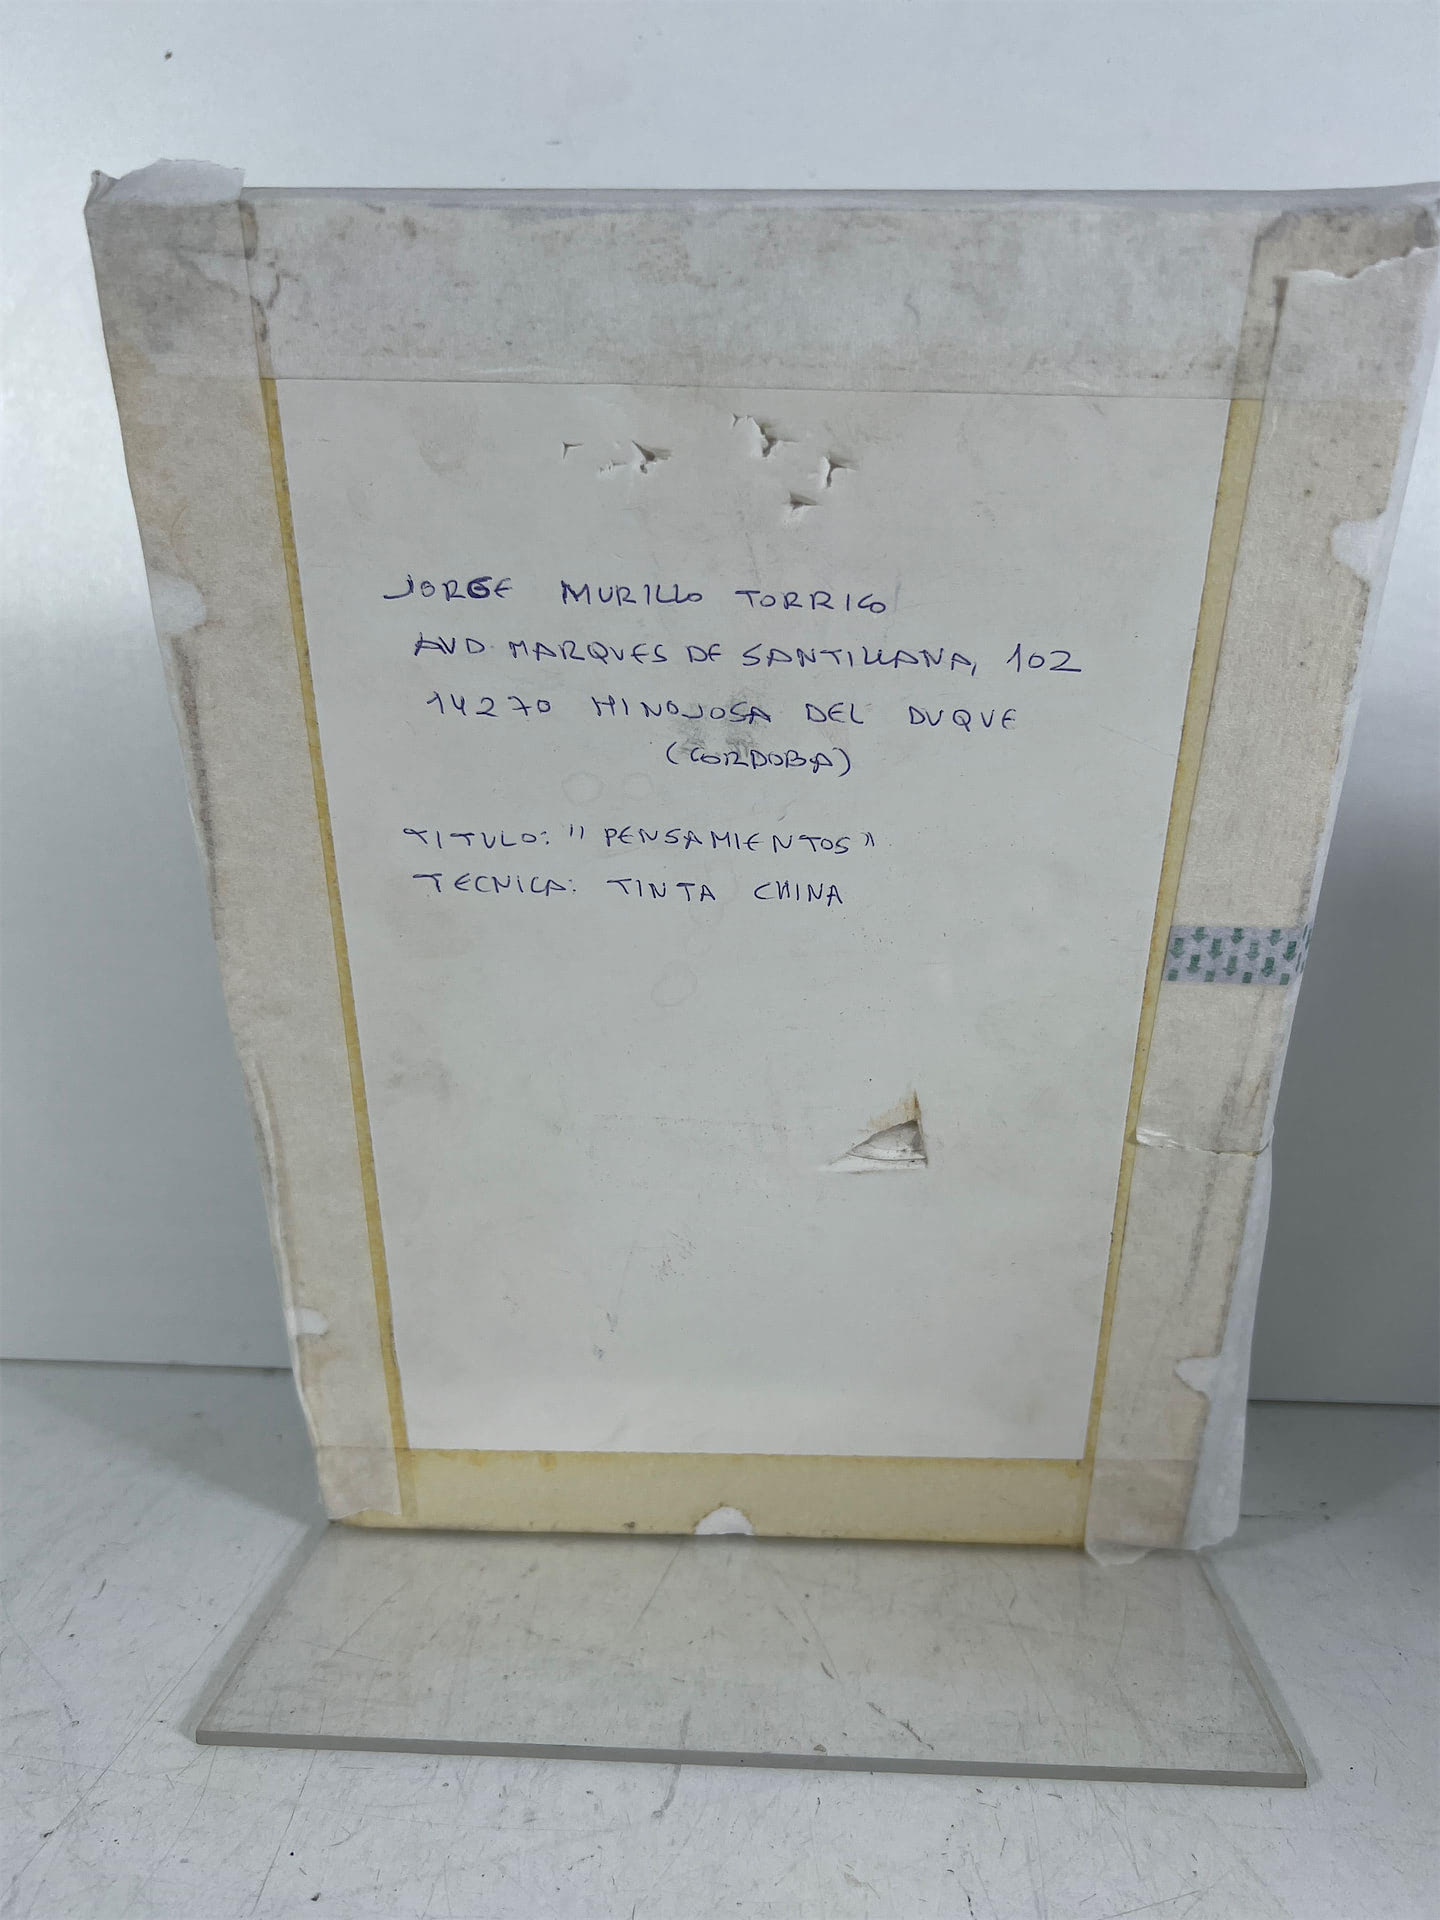 JORGE MURILLO TORRICO
AVD. MARQUES DE SANTILLANA, 102
14270 HINOJOSA DEL DUQUE
(CORDOBA)
TITULO: "PENSAMIENTOS"
TECNICA: TINTA CHINA